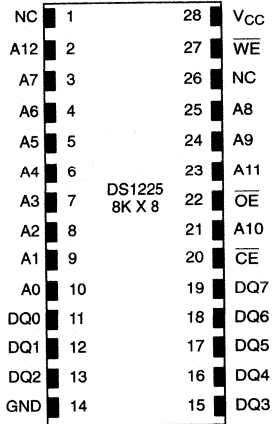 NC 1 28 VCC
A12 2 27 WE
A7 3 26 NC
A6 4 25 A8
A5 5 24 A9
A4 6 23 A11
DS1225
A3 7 22 OE
8K X 8
A2 8 21 A10
A1 9 20 CE
A0 10 19 DQ7
DQ0 11 18 DQ6
DQ1 12 17 DQ5
DQ2 13 16 DQ4
GND 14 15 DQ3